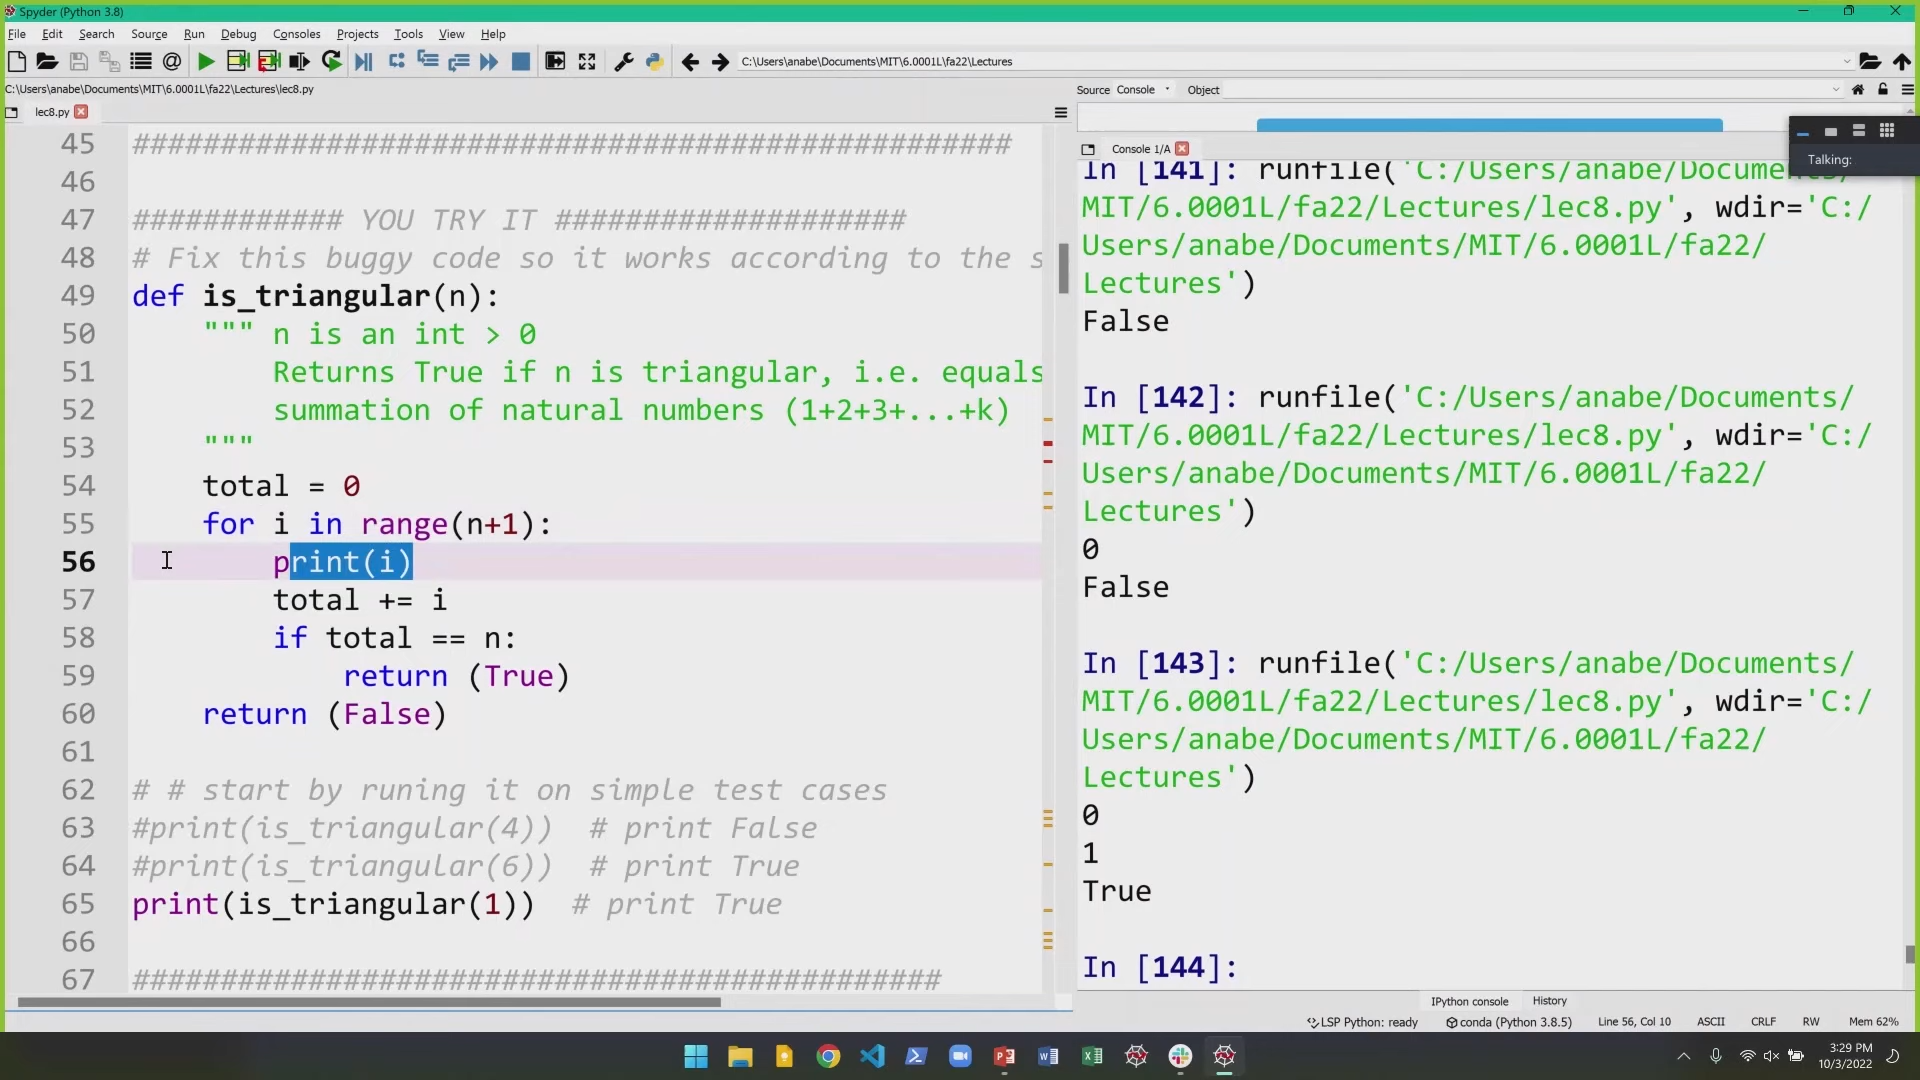 Spyder (Python 3.8)
File Edit Search Source Run Debug Consoles Projects Tools View Help
C:\Users\anabe\Documents\MIT\6.0001L\fa22\Lectures
C:\Users\anabe\Documents\MIT\6.0001L\fa22\Lectures\lec8.py
Source Console Object
lec8.py
45 ##################################################
46
47 ############ YOU TRY IT ####################
48 # Fix this buggy code so it works according to the s
49 def is_triangular(n):
50 """ n is an int > 0
51 Returns True if n is triangular, i.e. equals
52 summation of natural numbers (1+2+3+...+k)
53 """
54 total = 0
55 for i in range(n+1):
56 print(i)
57 total += i
58 if total == n:
59 return (True)
60 return (False)
61
62 # # start by runing it on simple test cases
63 #print(is_triangular(4))  # print False
64 #print(is_triangular(6))  # print True
65 print(is_triangular(1))  # print True
66
67 ##############################################
Console 1/A
Talking:
In [141]: runfile('C:/Users/anabe/Documents/
MIT/6.0001L/fa22/Lectures/lec8.py', wdir='C:/
Users/anabe/Documents/MIT/6.0001L/fa22/
Lectures')
False
In [142]: runfile('C:/Users/anabe/Documents/
MIT/6.0001L/fa22/Lectures/lec8.py', wdir='C:/
Users/anabe/Documents/MIT/6.0001L/fa22/
Lectures')
0
False
In [143]: runfile('C:/Users/anabe/Documents/
MIT/6.0001L/fa22/Lectures/lec8.py', wdir='C:/
Users/anabe/Documents/MIT/6.0001L/fa22/
Lectures')
0
1
True
In [144]:
IPython console History
LSP Python: ready conda (Python 3.8.5) Line 56, Col 10 ASCII CRLF RW Mem 62%
3:29 PM
10/3/2022